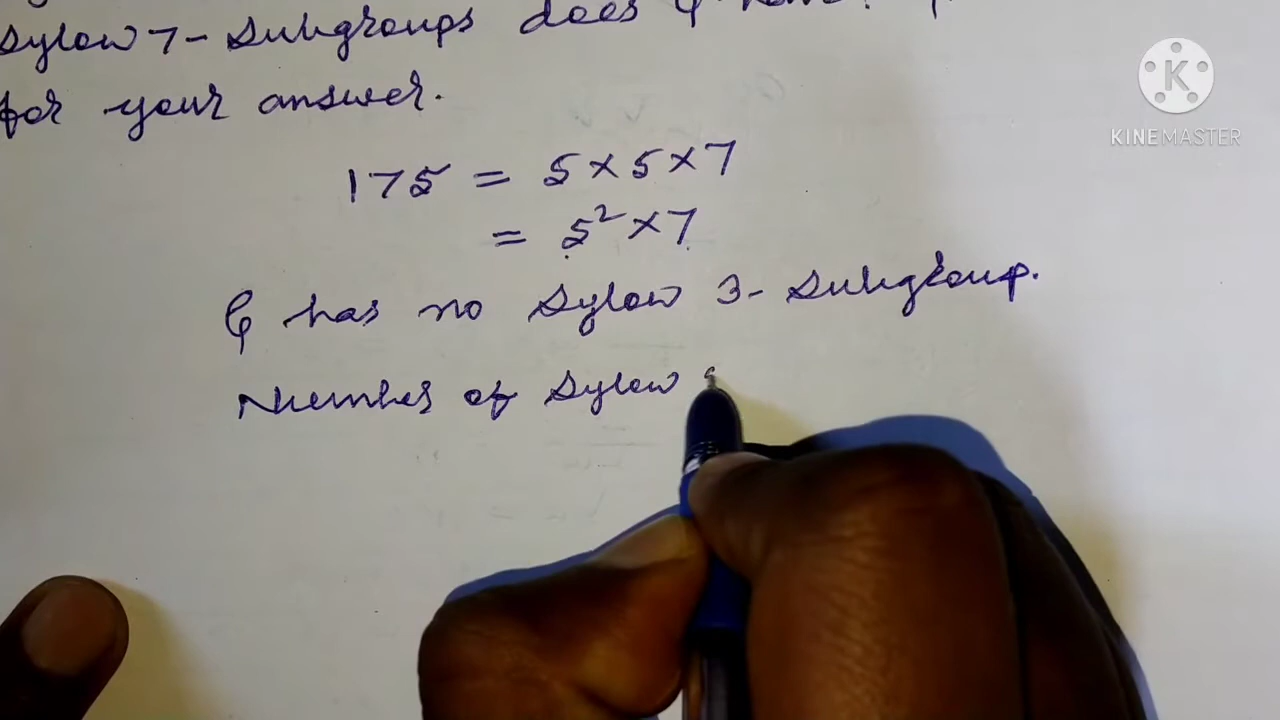 Sylow 7-Subgroups does G
for your answer.
K
KINEMASTER
175 = 5×5×7
= 5²×7
G has no Sylow 3-Subgroup.
Number of Sylow